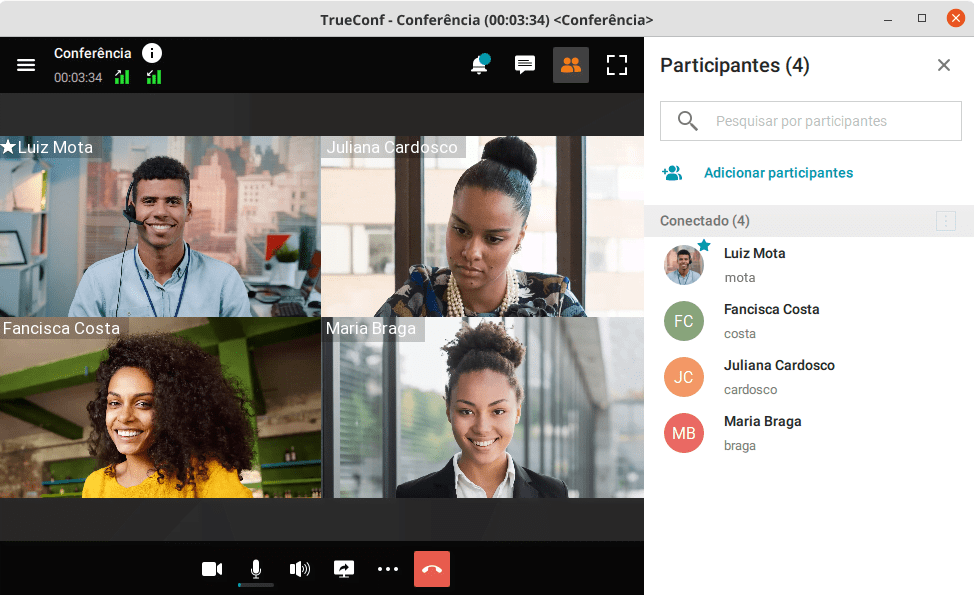 TrueConf - Conferência (00:03:34) <Conferência>
Conferência
00:03:34
Luiz Mota
Juliana Cardosco
Fancisca Costa
Maria Braga
Participantes (4)
Pesquisar por participantes
Adicionar participantes
Conectado (4)
Luiz Mota
mota
FC
Fancisca Costa
costa
JC
Juliana Cardosco
cardosco
MB
Maria Braga
braga